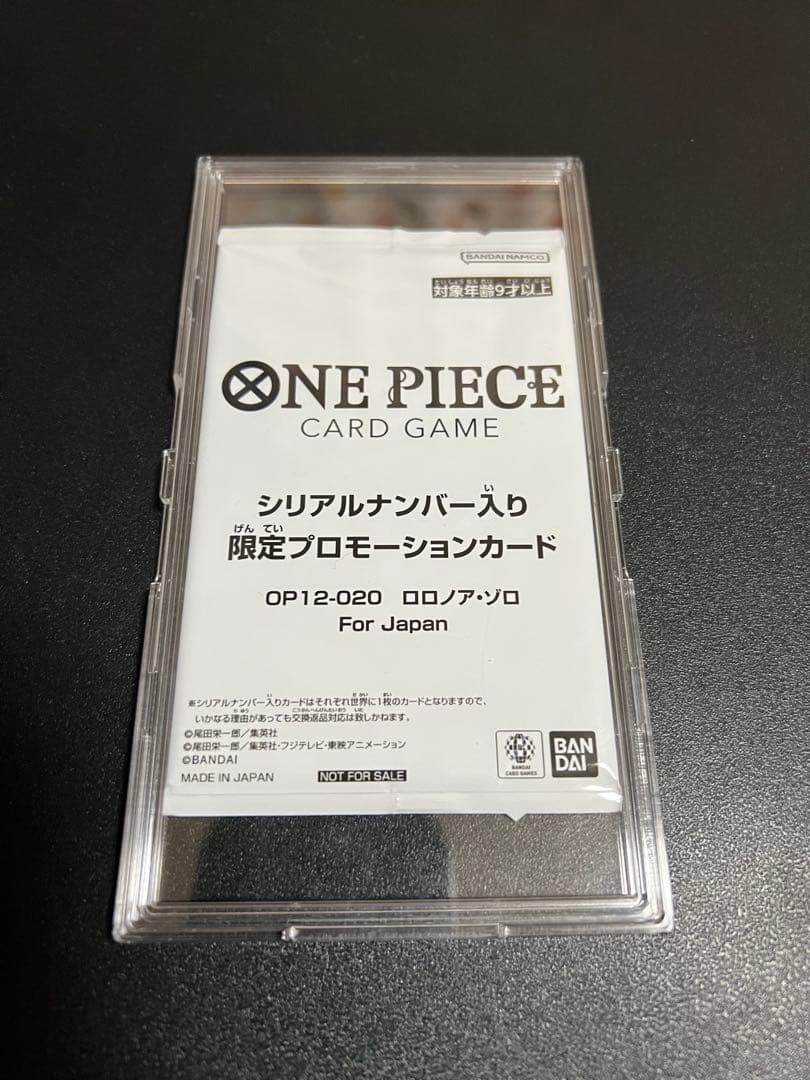 BANDAI NAMCO
対象年齢9才以上
ONE PIECE
CARD GAME
シリアルナンバー入り
限定プロモーションカード
OP12-020 ロロノア・ゾロ
For Japan
※シリアルナンバー入りカードはそれぞれ世界に1枚のカードとなりますので、
いかなる理由があっても交換返品対応は致しかねます。
©尾田栄一郎/集英社
©尾田栄一郎/集英社・フジテレビ・東映アニメーション
©BANDAI
MADE IN JAPAN NOT FOR SALE
BANDAI
CARD GAMES
BAN
DAI